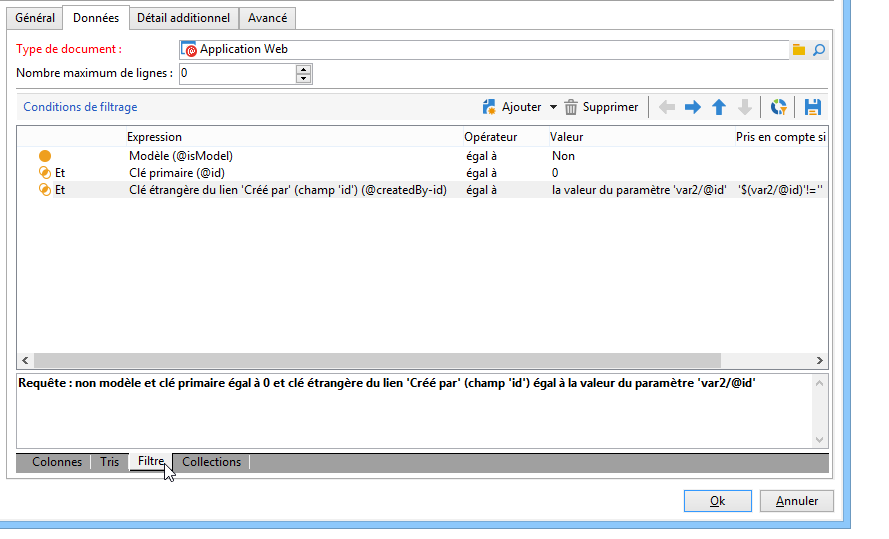 Général Données Détail additionnel Avancé
Type de document : Application Web
Nombre maximum de lignes : 0
Conditions de filtrage Ajouter Supprimer
Expression Opérateur Valeur Pris en compte si
Modèle (@isModel) égal à Non
Et Clé primaire (@id) égal à 0
Et Clé étrangère du lien 'Créé par' (champ 'id') (@createdBy-id) égal à la valeur du paramètre 'var2/@id' '$(var2/@id)'!=''
Requête : non modèle et clé primaire égal à 0 et clé étrangère du lien 'Créé par' (champ 'id') égal à la valeur du paramètre 'var2/@id'
Colonnes Tris Filtre Collections
Ok Annuler